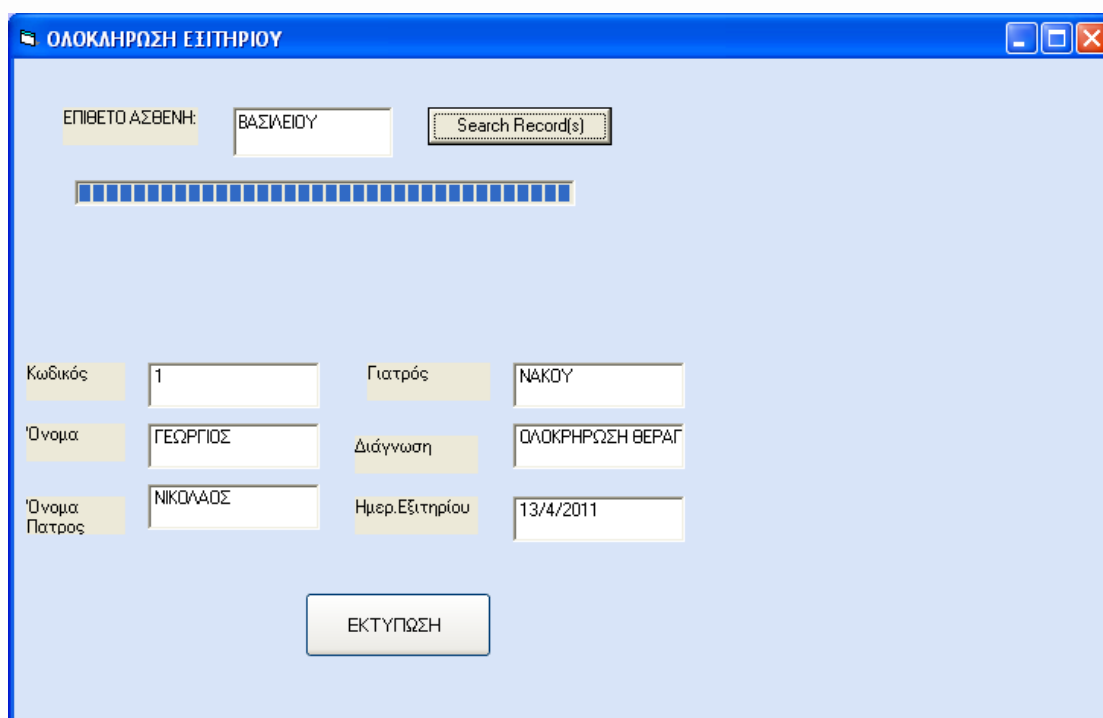 ΟΛΟΚΛΗΡΩΣΗ ΕΞΙΤΗΡΙΟΥ
ΕΠΙΘΕΤΟ ΑΣΘΕΝΗ: ΒΑΣΙΛΕΙΟΥ Search Record(s)
Κωδικός 1 Γιατρός ΝΑΚΟΥ
Όνομα ΓΕΩΡΓΙΟΣ Διάγνωση ΟΛΟΚΡΗΡΩΣΗ ΘΕΡΑΓ
Όνομα ΝΙΚΟΛΑΟΣ Ημερ.Εξιτηρίου 13/4/2011
Πατρος
ΕΚΤΥΠΩΣΗ